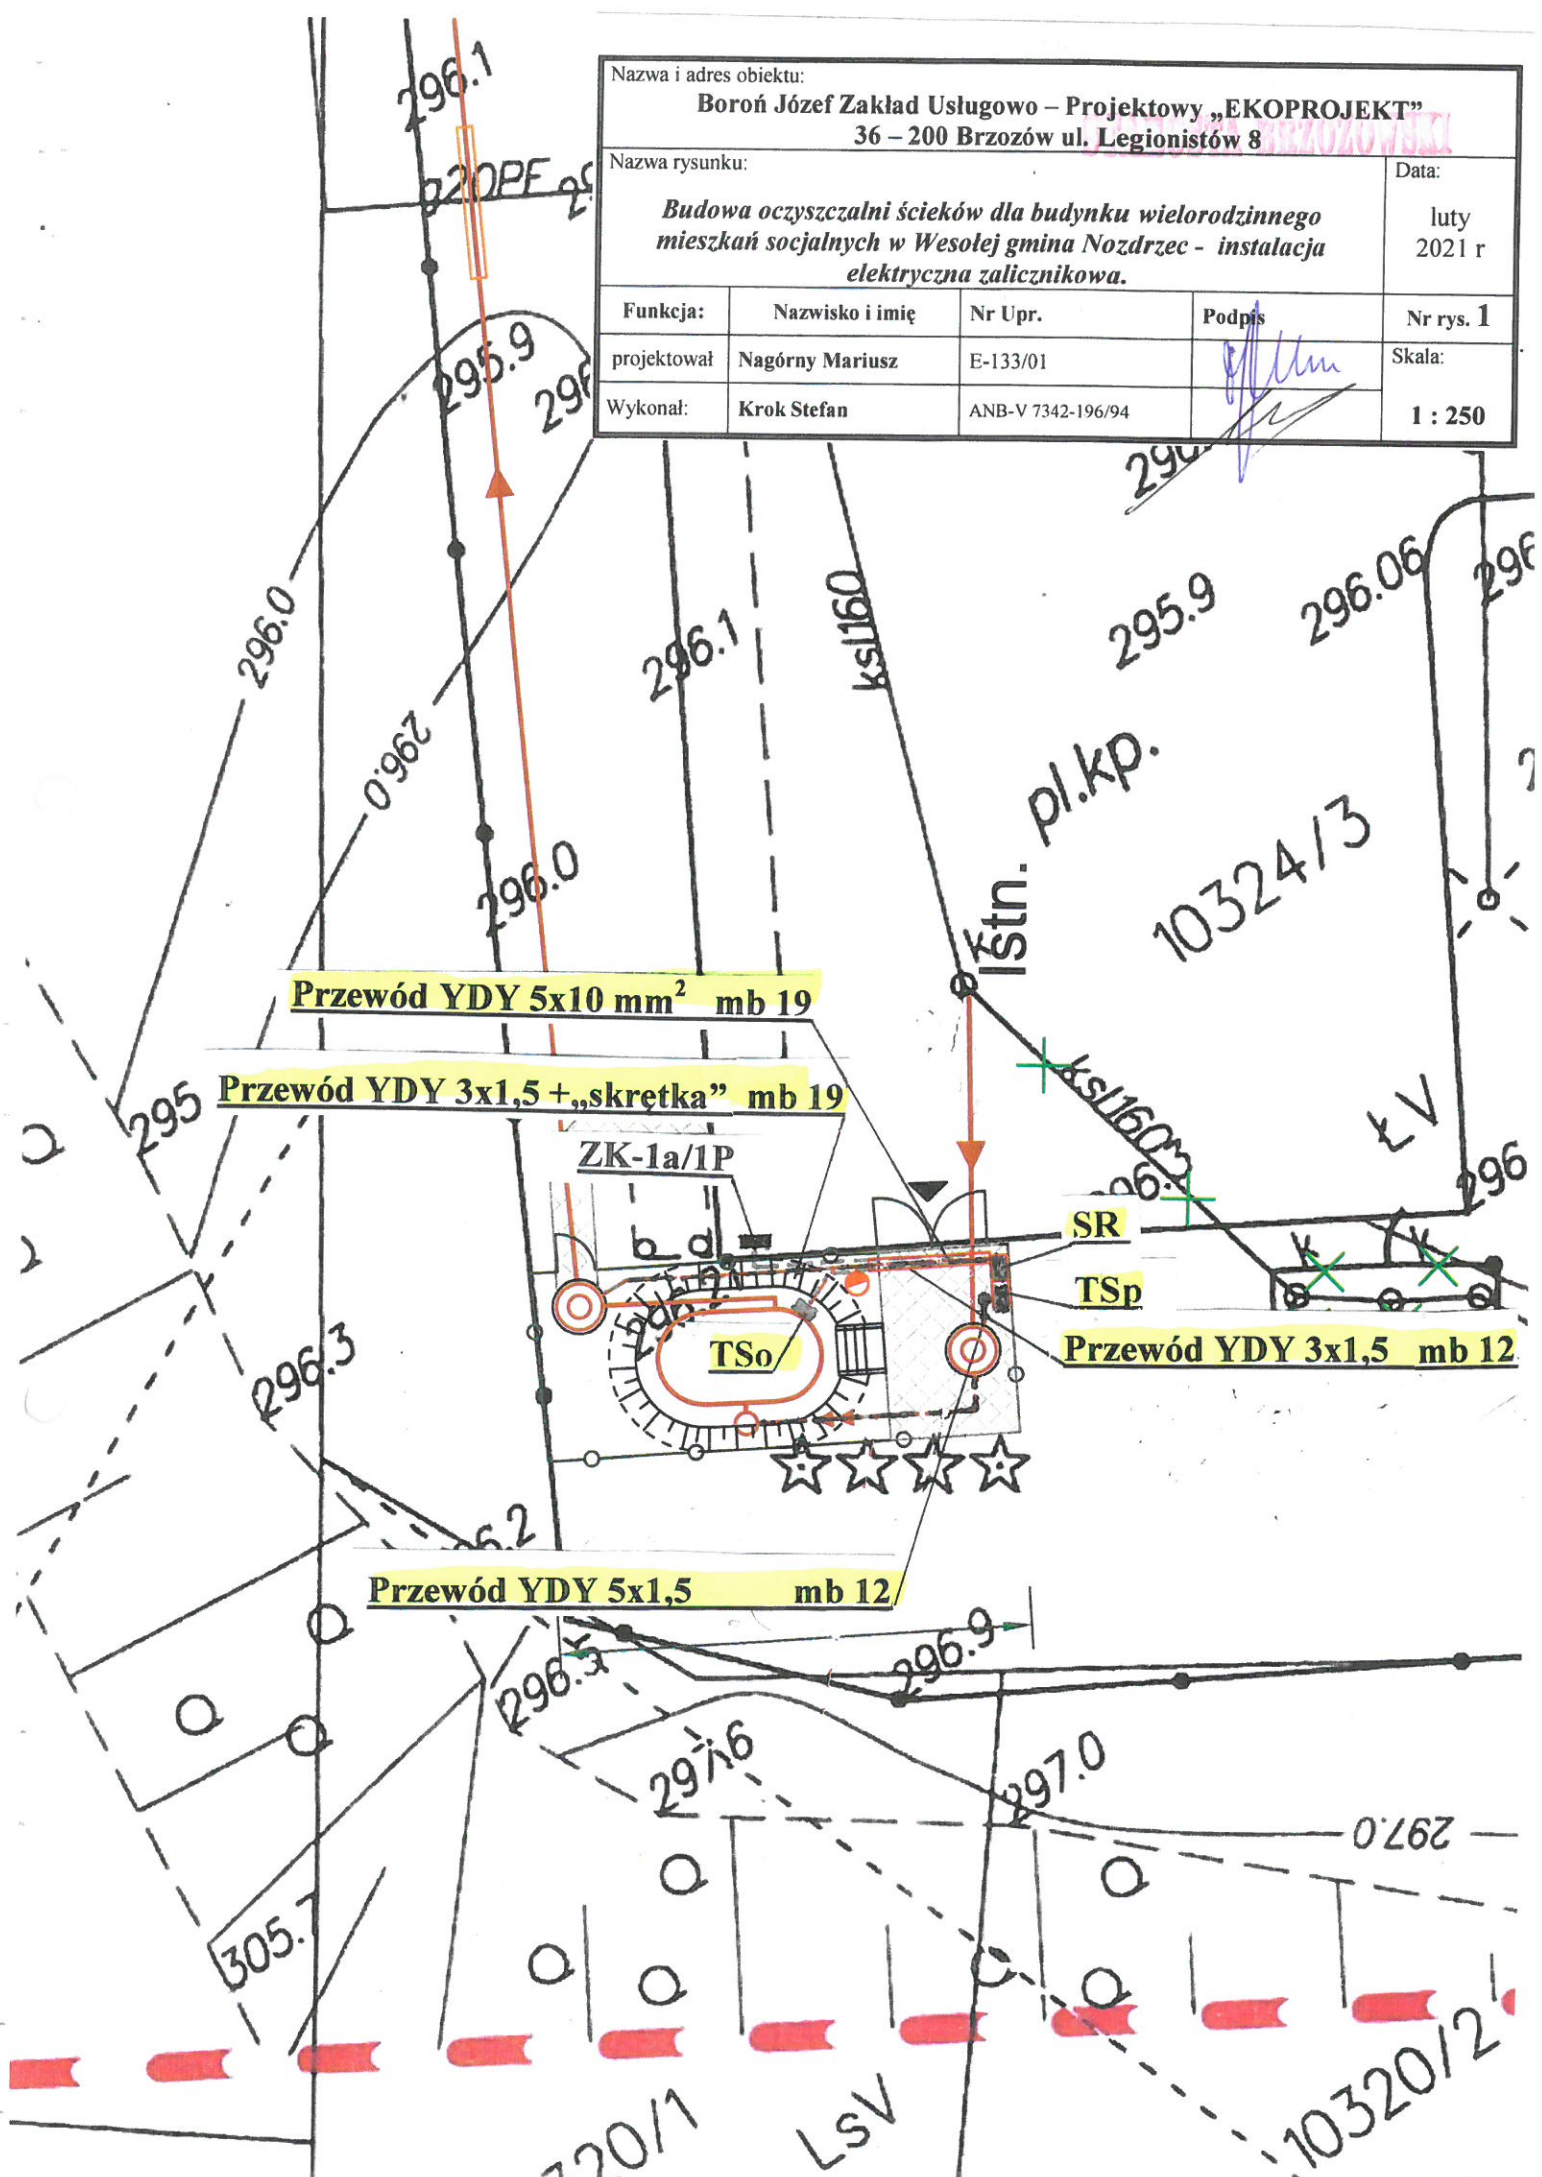 Nazwa i adres obiektu:
Boroń Józef Zakład Usługowo – Projektowy „EKOPROJEKT”
36 – 200 Brzozów ul. Legionistów 8
Nazwa rysunku:
Data:
Budowa oczyszczalni ścieków dla budynku wielorodzinnego
mieszkań socjalnych w Wesołej gmina Nozdrzec - instalacja
elektryczna zalicznikowa.
luty
2021 r
Funkcja:
Nazwisko i imię
Nr Upr.
Podpis
Nr rys. 1
projektował
Nagórny Mariusz
E-133/01
Skala:
Wykonał:
Krok Stefan
ANB-V 7342-196/94
1 : 250
296.1
g20PE
295.9
296.0
296.0
296.1
ksl160
295.9
296.06
296
pl.kp.
10324/3
Istn.
296.0
Przewód YDY 5x10 mm² mb 19
Przewód YDY 3x1,5 +„skrętka” mb 19
295
ZK-1a/1P
ksl160
ŁV
296
SR
TSp
Przewód YDY 3x1,5 mb 12
TSo
296.3
Przewód YDY 5x1,5 mb 12
296.9
297.6
297.0
297.0
305.7
LsV
10320/2